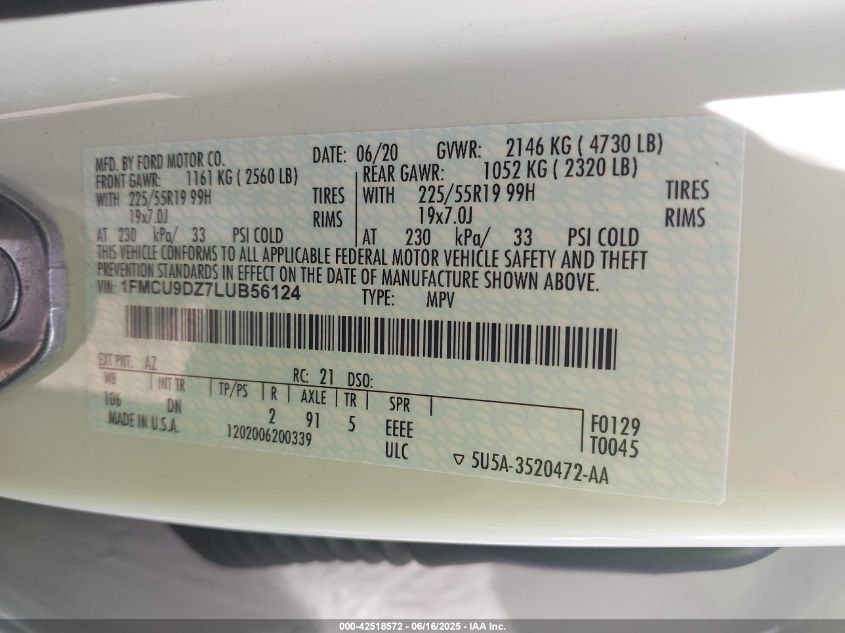 MFD. BY FORD MOTOR CO. DATE: 06/20 GVWR: 2146 KG ( 4730 LB)
FRONT GAWR: 1161 KG ( 2560 LB) REAR GAWR: 1052 KG ( 2320 LB)
WITH 225/55R19 99H TIRES WITH 225/55R19 99H TIRES
19x7.0J RIMS 19x7.0J RIMS
AT 230 kPa/ 33 PSI COLD AT 230 kPa/ 33 PSI COLD
THIS VEHICLE CONFORMS TO ALL APPLICABLE FEDERAL MOTOR VEHICLE SAFETY AND THEFT
PREVENTION STANDARDS IN EFFECT ON THE DATE OF MANUFACTURE SHOWN ABOVE.
VIN: 1FMCU9DZ7LUB56124 TYPE: MPV
EXT PNT: AZ RC: 21 DSO:
WB INT TR TP/PS R AXLE TR SPR
106 DN 2 91 5 EEEE F0129
MADE IN U.S.A. 1202006200339 ULC T0045
▽ 5U5A-3520472-AA
000-42518572 - 06/16/2025 - IAA Inc.